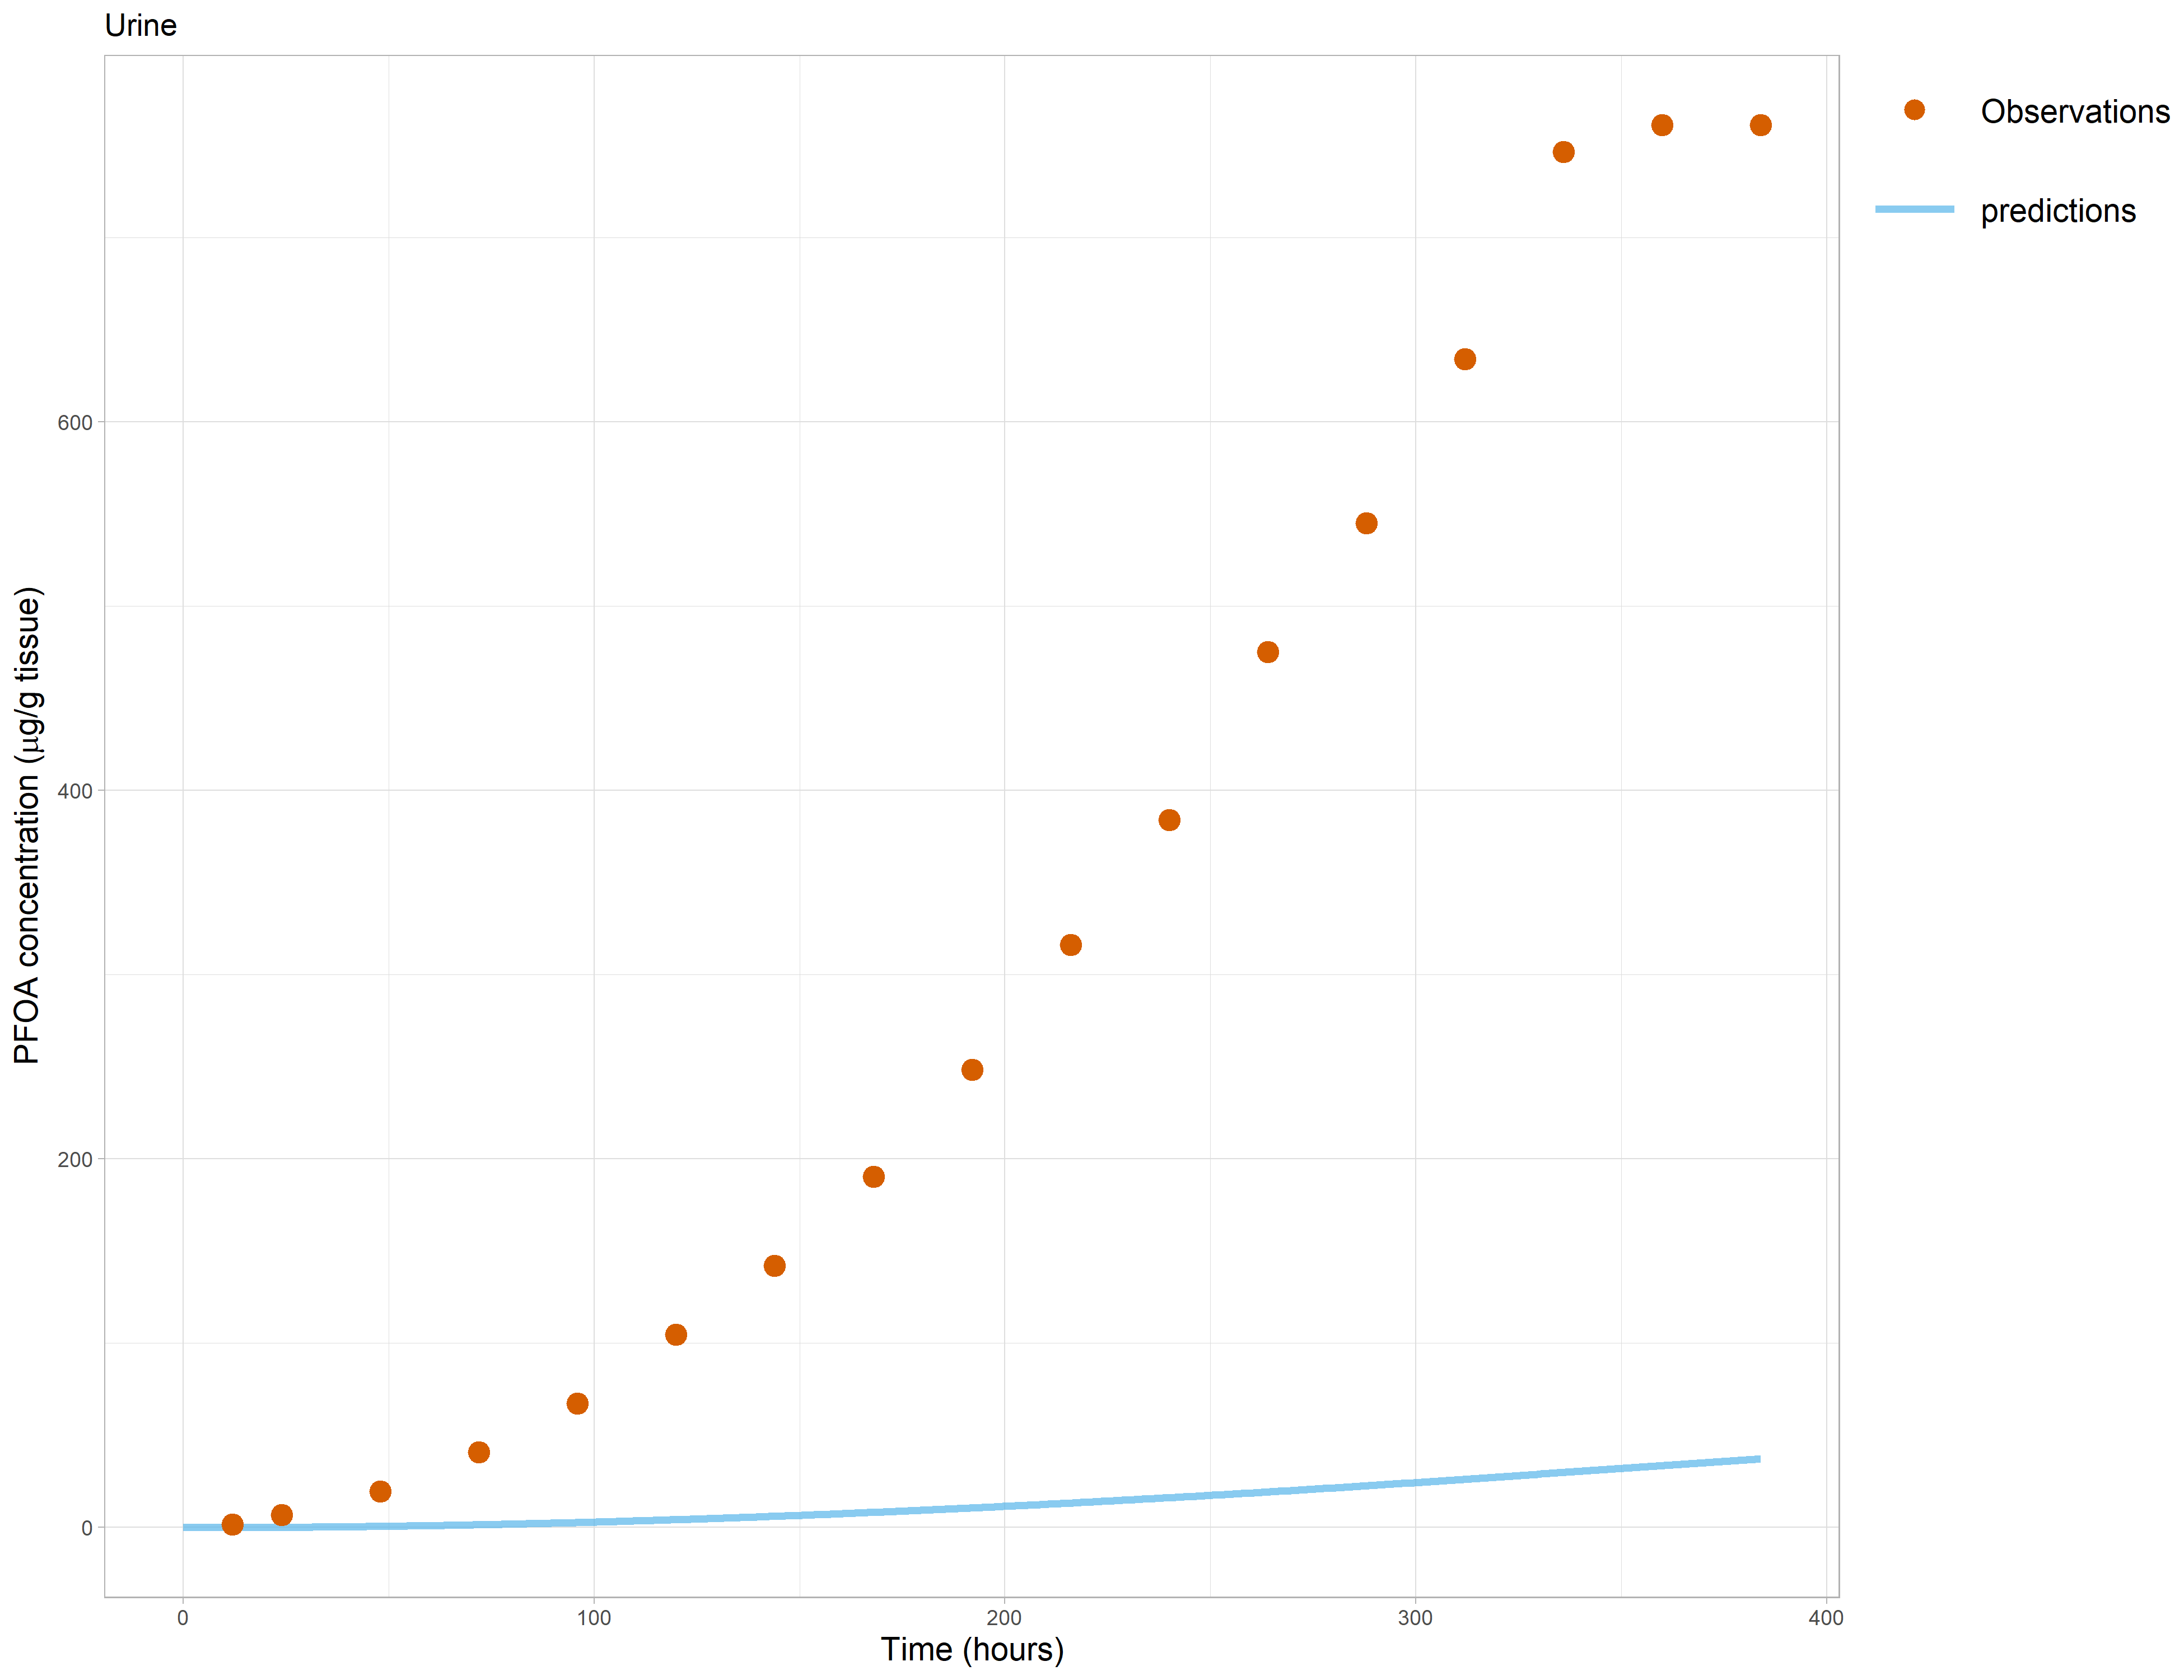 Urine
Observations
predictions
PFOA concentration (μg/g tissue)
600
400
200
0
0 100 200 300 400
Time (hours)